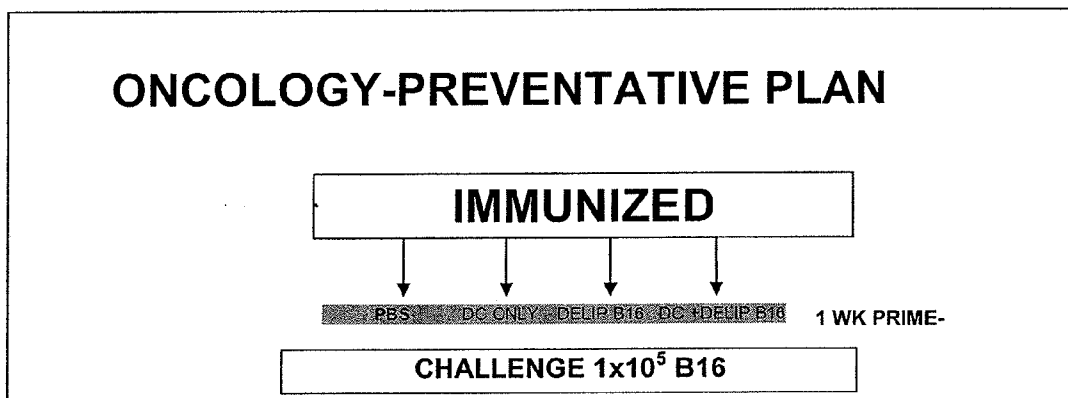 ONCOLOGY-PREVENTATIVE PLAN
IMMUNIZED
PBS DC ONLY DELIP B16 DC +DELIP B16 1 WK PRIME-
CHALLENGE 1x10⁵ B16